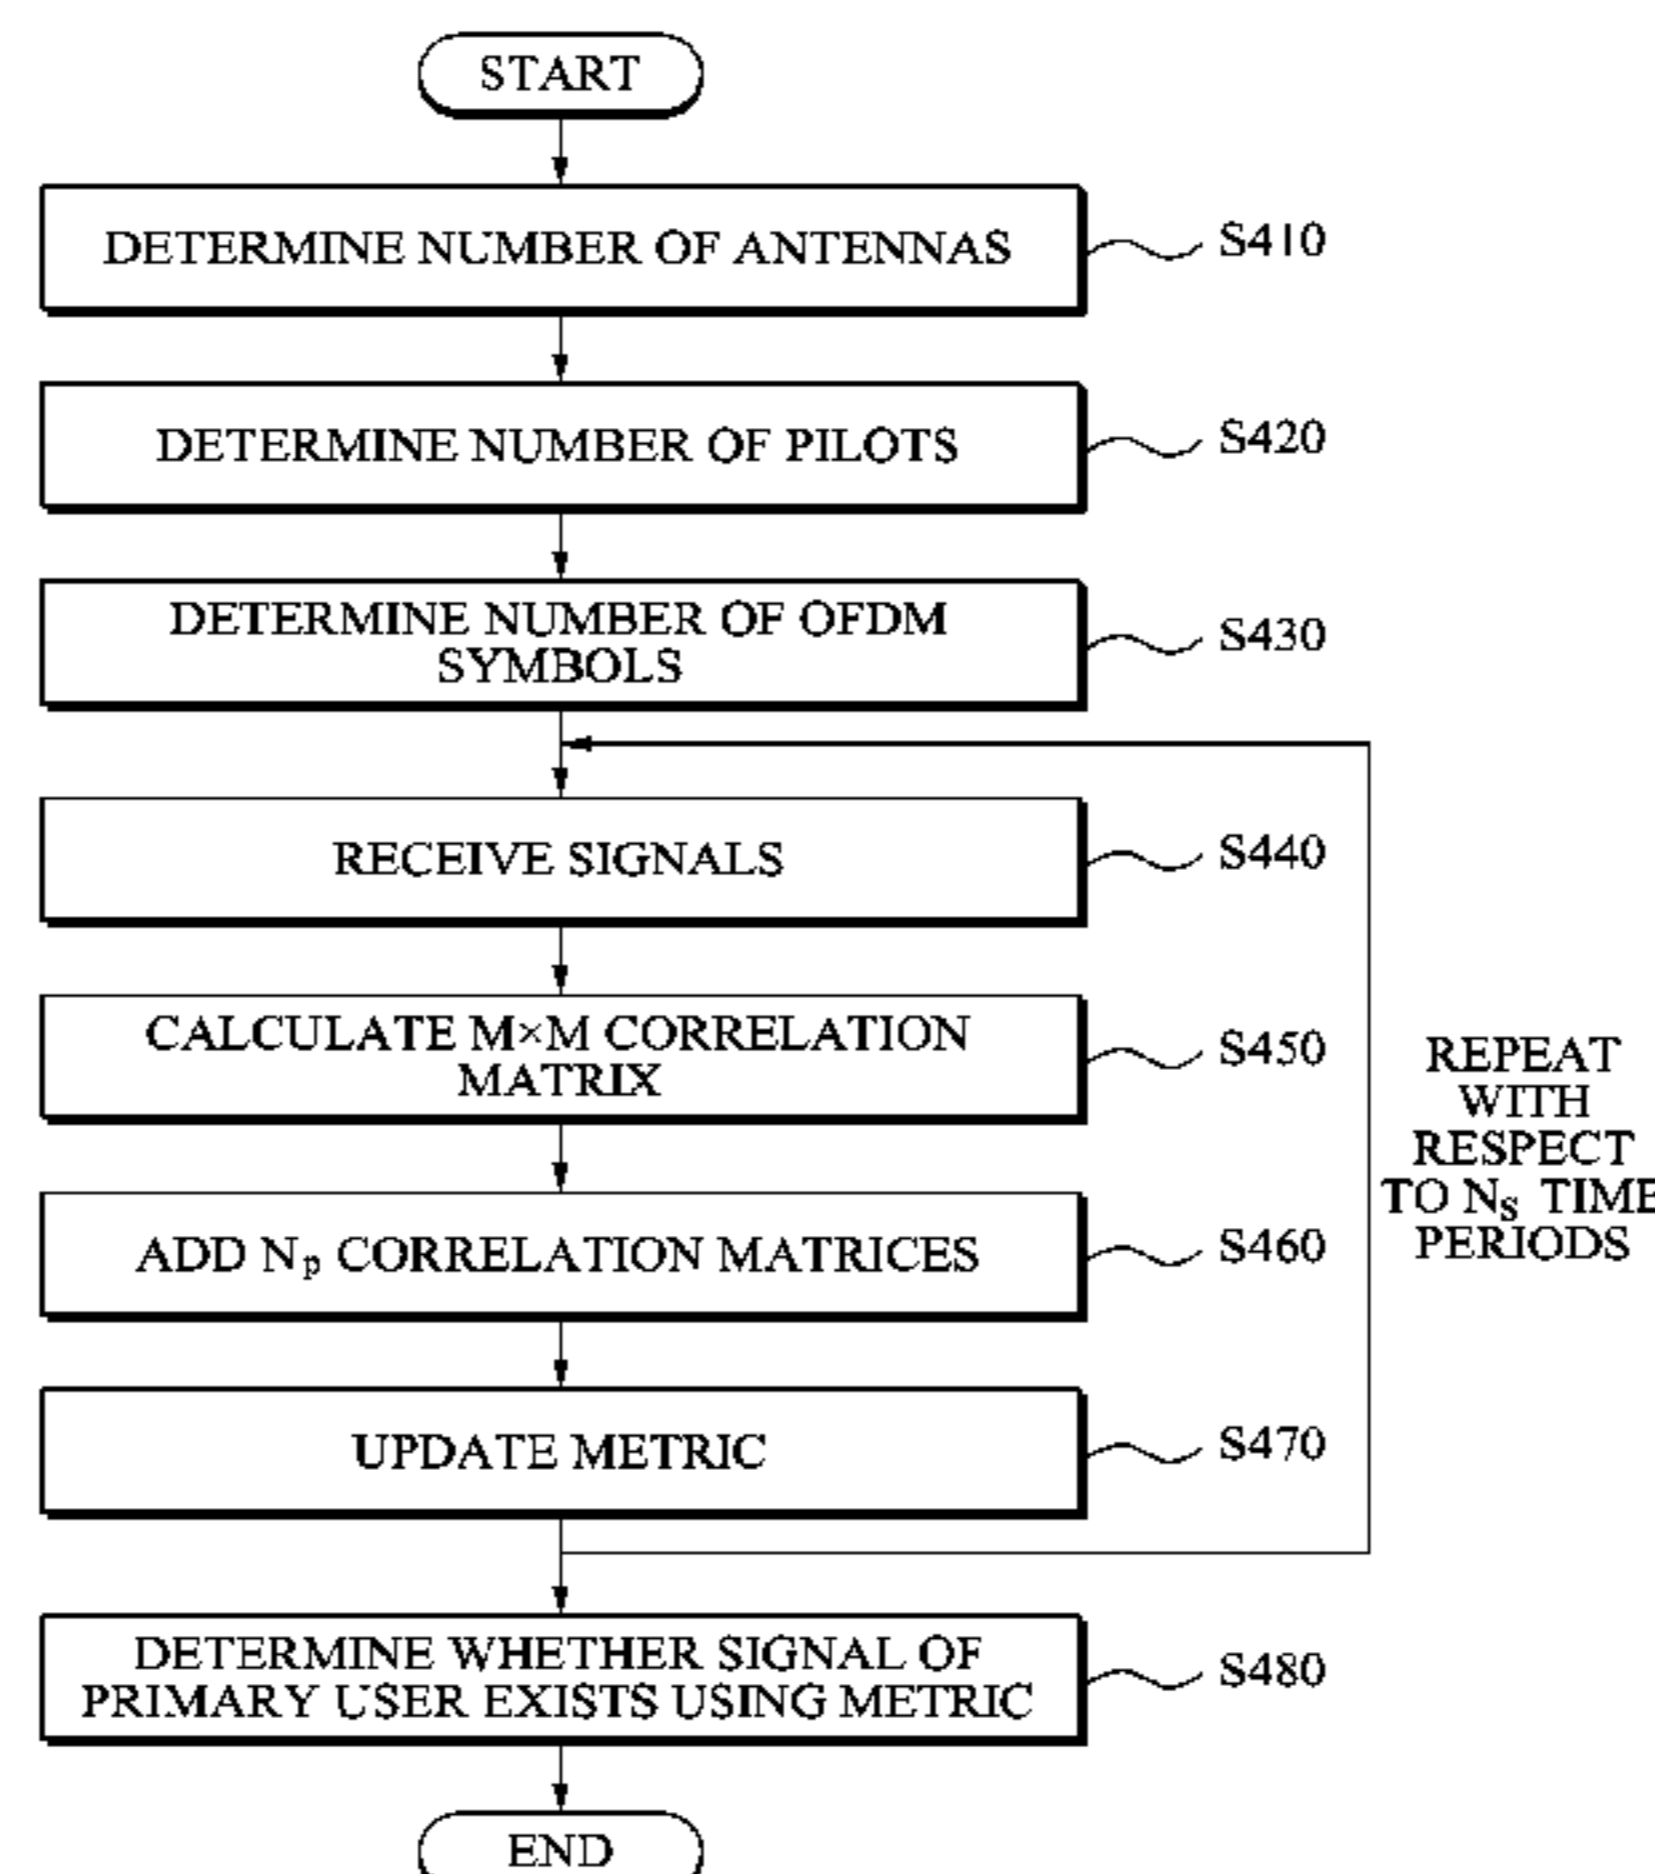 START
DETERMINE NUMBER OF ANTENNAS
S410
DETERMINE NUMBER OF PILOTS
S420
DETERMINE NUMBER OF OFDM
SYMBOLS
S430
RECEIVE SIGNALS
S440
CALCULATE M×M CORRELATION
MATRIX
S450
ADD Np CORRELATION MATRICES
S460
UPDATE METRIC
S470
REPEAT
WITH
RESPECT
TO NS TIME
PERIODS
DETERMINE WHETHER SIGNAL OF
PRIMARY USER EXISTS USING METRIC
S480
END